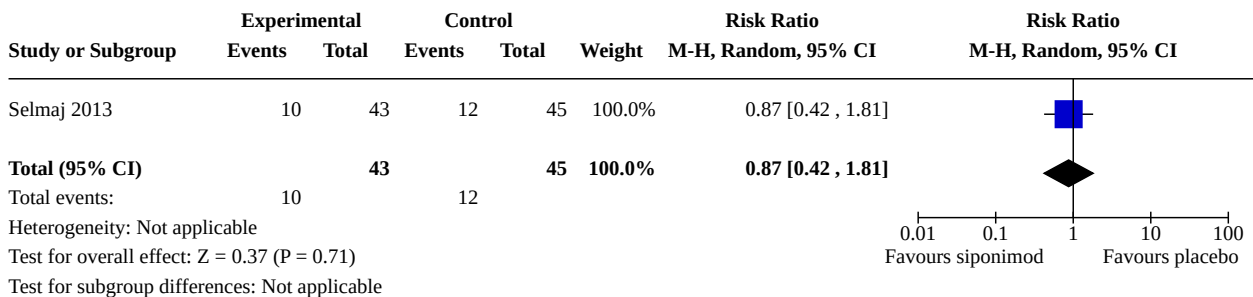 Experimental Control Risk Ratio Risk Ratio
Study or Subgroup Events Total Events Total Weight M-H, Random, 95% CI M-H, Random, 95% CI
Selmaj 2013 10 43 12 45 100.0% 0.87 [0.42 , 1.81]
Total (95% CI) 43 45 100.0% 0.87 [0.42 , 1.81]
Total events: 10 12
Heterogeneity: Not applicable
0.01 0.1 1 10 100
Test for overall effect: Z = 0.37 (P = 0.71) Favours siponimod Favours placebo
Test for subgroup differences: Not applicable